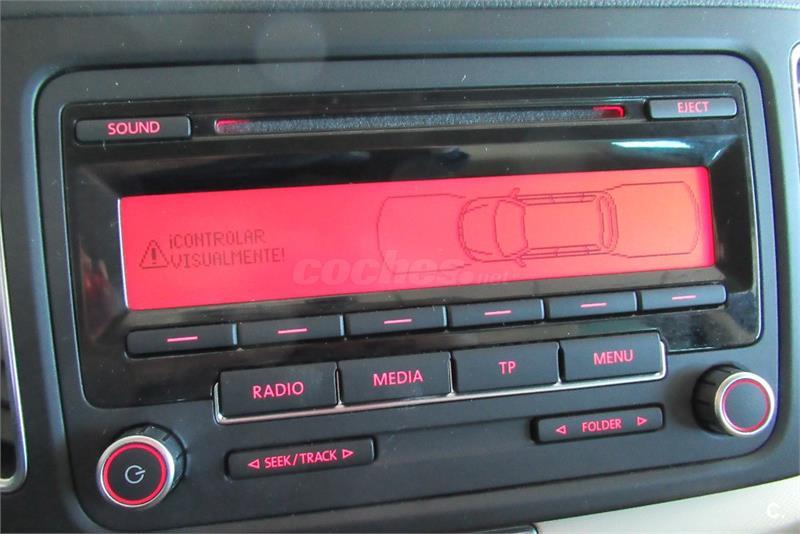 SOUND
EJECT
¡CONTROLAR
VISUALMENTE!
coches.net
RADIO
MEDIA
TP
MENU
SEEK/TRACK
FOLDER
C.